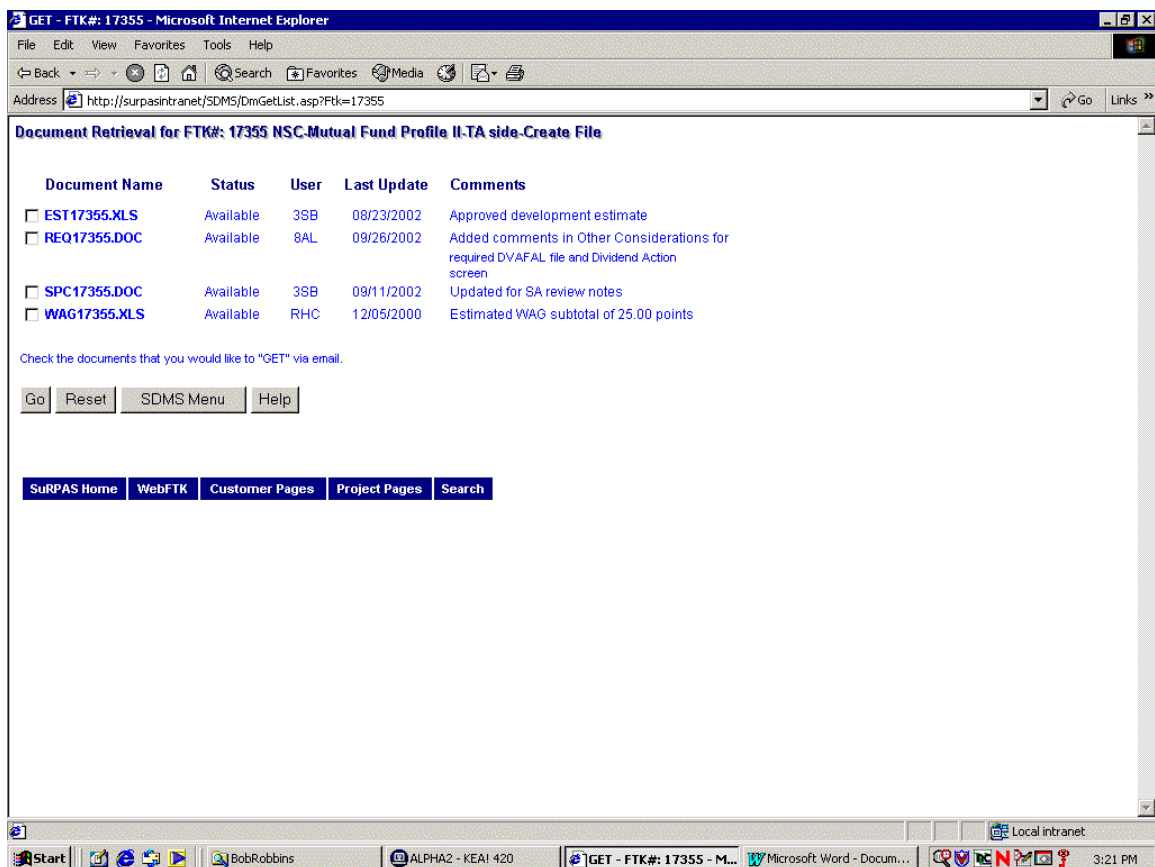 GET - FTK#: 17355 - Microsoft Internet Explorer
File Edit View Favorites Tools Help
Back Search Favorites Media
Address http://surpasintranet/SDMS/DmGetList.asp?Ftk=17355 Go Links »
Document Retrieval for FTK#: 17355 NSC-Mutual Fund Profile II-TA side-Create File
Document Name Status User Last Update Comments
EST17355.XLS Available 3SB 08/23/2002 Approved development estimate
REQ17355.DOC Available 8AL 09/26/2002 Added comments in Other Considerations for
required DVAFAL file and Dividend Action
screen
SPC17355.DOC Available 3SB 09/11/2002 Updated for SA review notes
WAG17355.XLS Available RHC 12/05/2000 Estimated WAG subtotal of 25.00 points
Check the documents that you would like to "GET" via email.
Go Reset SDMS Menu Help
SuRPAS Home WebFTK Customer Pages Project Pages Search
Local intranet
Start BobRobbins ALPHA2 - KEA! 420 GET - FTK#: 17355 - M... Microsoft Word - Docum... 3:21 PM